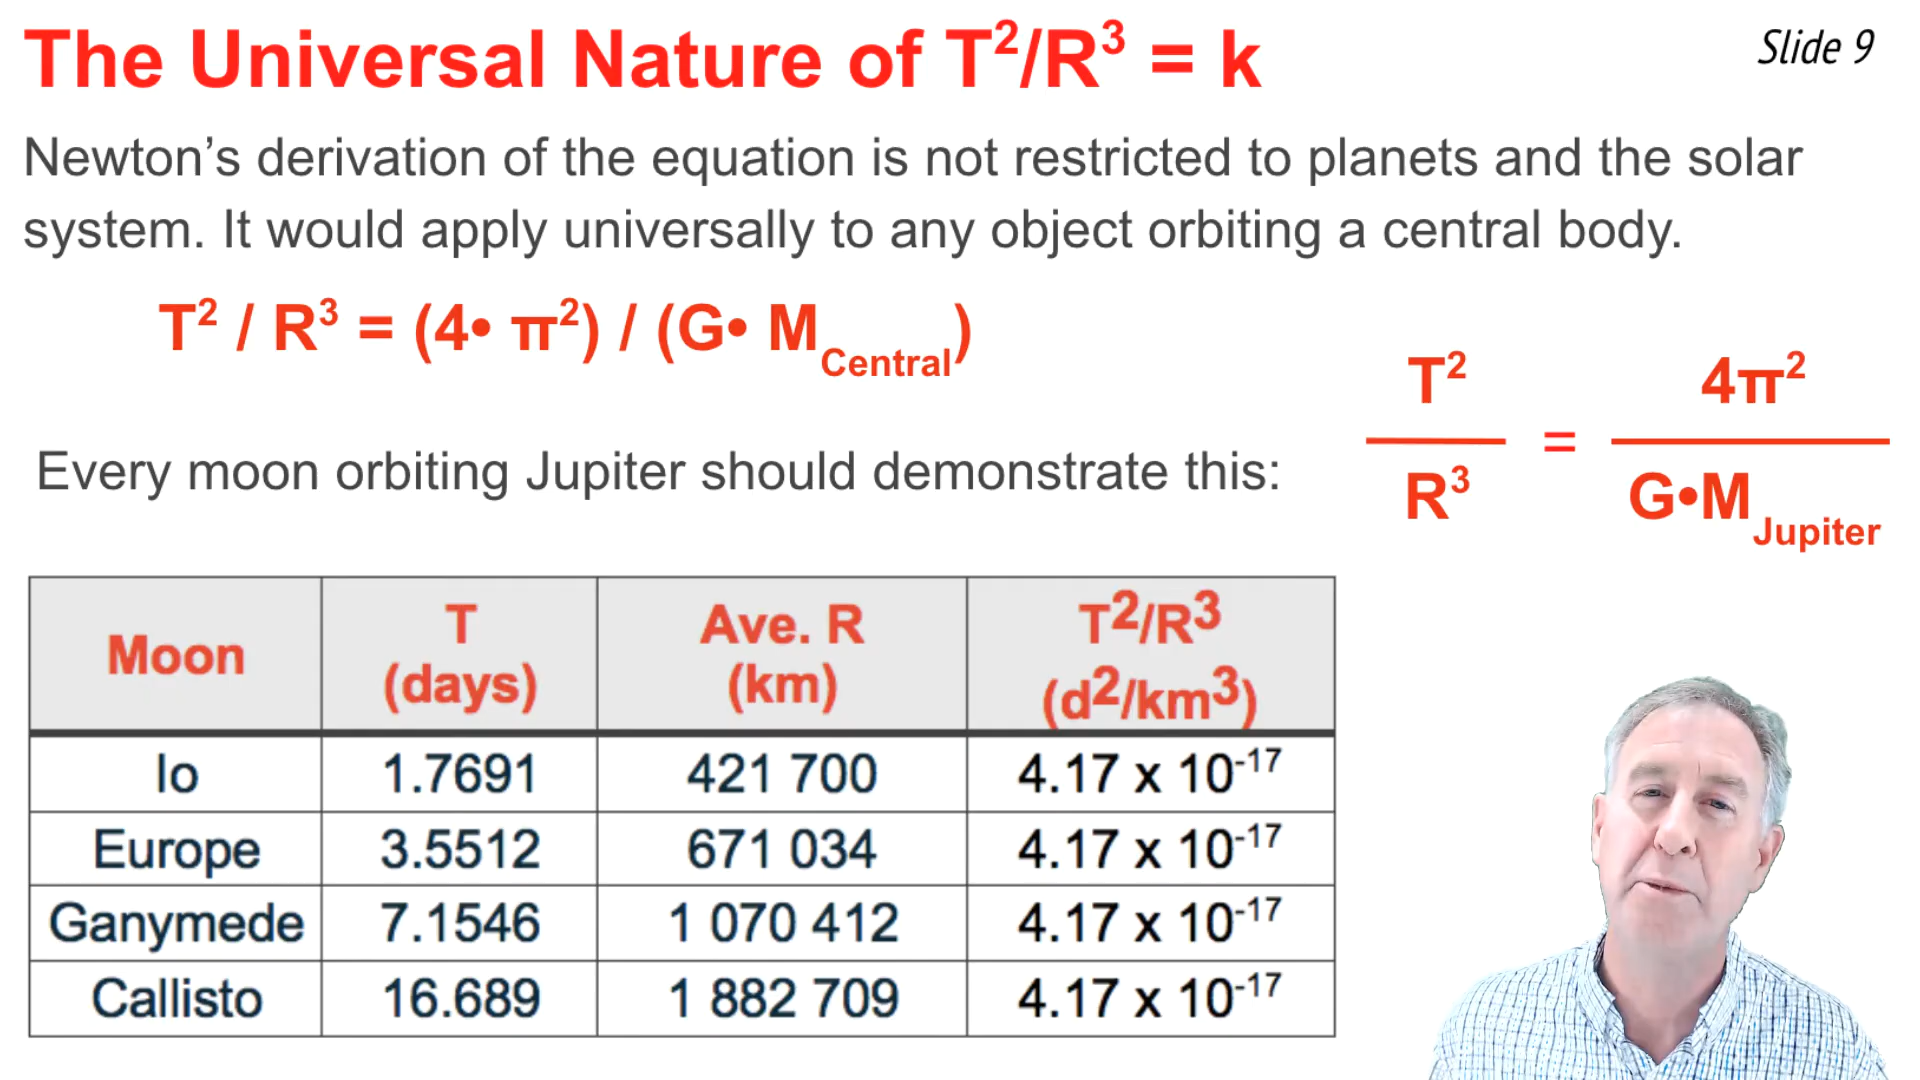 The Universal Nature of T²/R³ = k
Slide 9
Newton’s derivation of the equation is not restricted to planets and the solar
system. It would apply universally to any object orbiting a central body.
T² / R³ = (4• π²) / (G• M_Central)
T² / R³ = 4π² / G•M_Jupiter
Every moon orbiting Jupiter should demonstrate this:
Moon T (days) Ave. R (km) T²/R³ (d²/km³)
Io 1.7691 421 700 4.17 x 10⁻¹⁷
Europe 3.5512 671 034 4.17 x 10⁻¹⁷
Ganymede 7.1546 1 070 412 4.17 x 10⁻¹⁷
Callisto 16.689 1 882 709 4.17 x 10⁻¹⁷